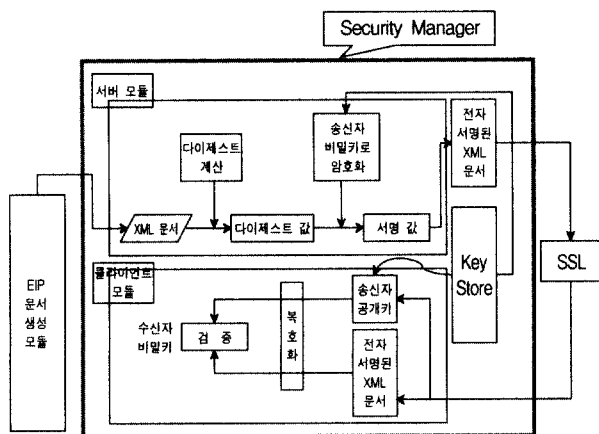 Security Manager
서버 모듈
다이제스트
계산
송신자
비밀키로
암호화
전자
서명된
XML
문서
XML 문서
다이제스트 값
서명 값
EIP
문서
생성
모듈
클라이언트
모듈
수신자
비밀키
검 증
복
호
화
송신자
공개키
전자
서명된
XML
문서
Key
Store
SSL